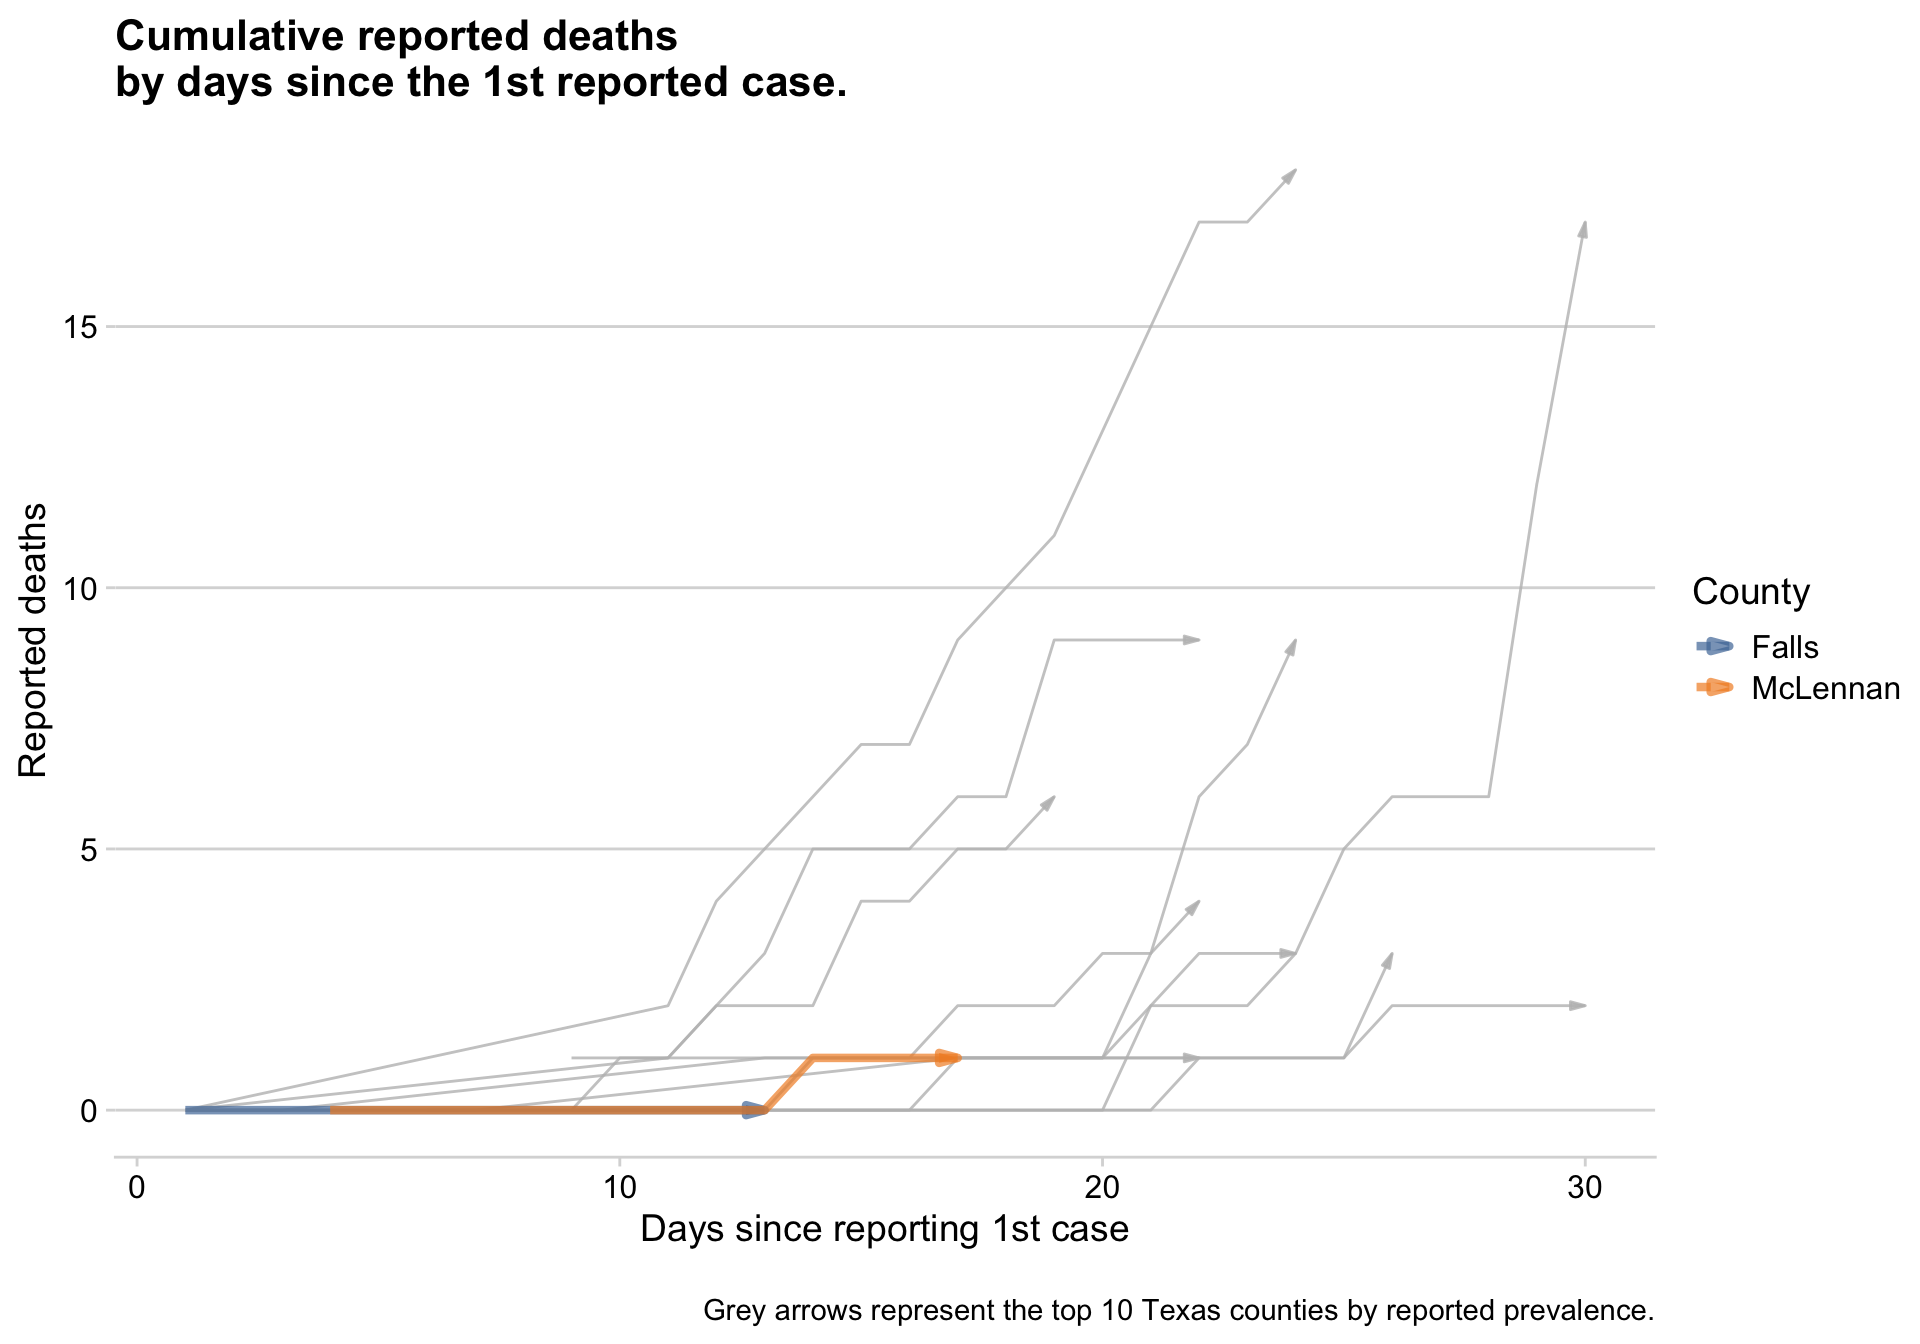 Cumulative reported deaths
by days since the 1st reported case.
Reported deaths
15
10
5
0
0 10 20 30
Days since reporting 1st case
County
Falls
McLennan
Grey arrows represent the top 10 Texas counties by reported prevalence.